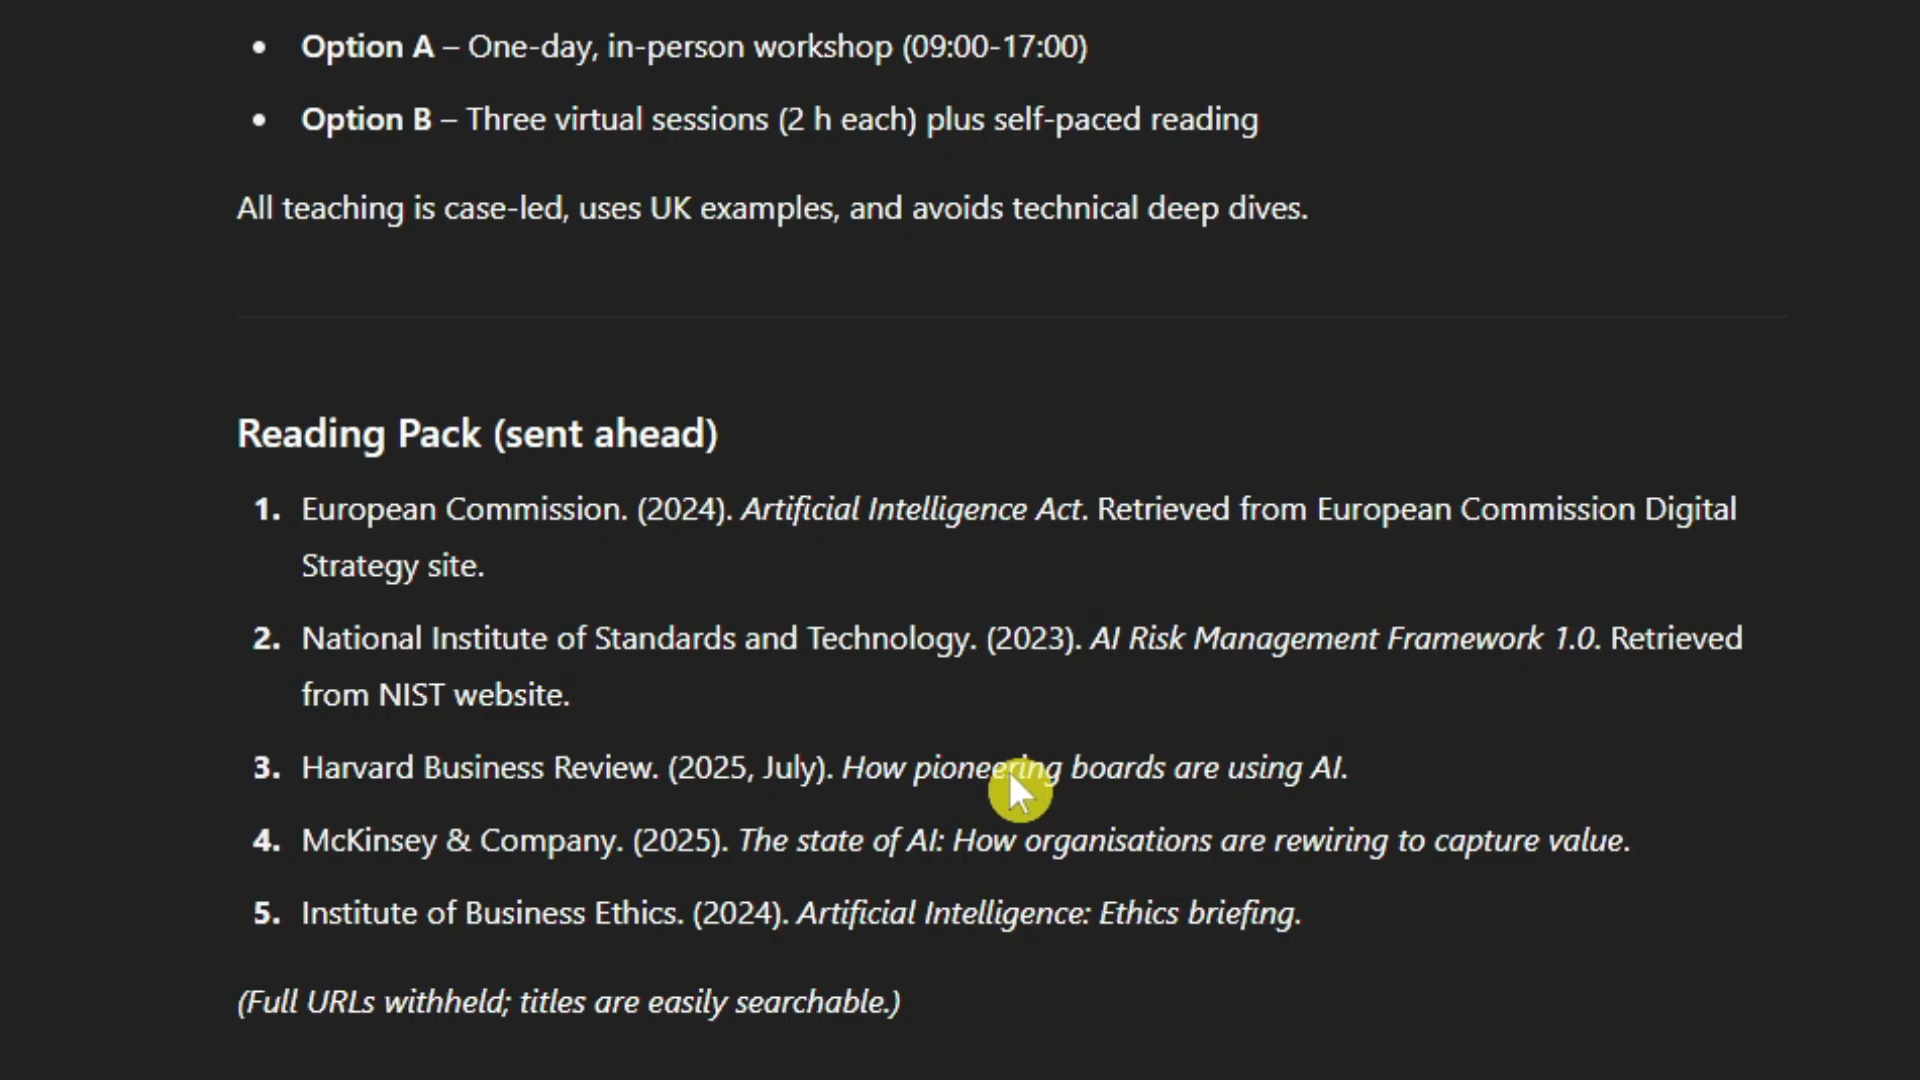 • Option A – One-day, in-person workshop (09:00-17:00)
• Option B – Three virtual sessions (2 h each) plus self-paced reading
All teaching is case-led, uses UK examples, and avoids technical deep dives.
Reading Pack (sent ahead)
1. European Commission. (2024). Artificial Intelligence Act. Retrieved from European Commission Digital
Strategy site.
2. National Institute of Standards and Technology. (2023). AI Risk Management Framework 1.0. Retrieved
from NIST website.
3. Harvard Business Review. (2025, July). How pioneering boards are using AI.
4. McKinsey & Company. (2025). The state of AI: How organisations are rewiring to capture value.
5. Institute of Business Ethics. (2024). Artificial Intelligence: Ethics briefing.
(Full URLs withheld; titles are easily searchable.)